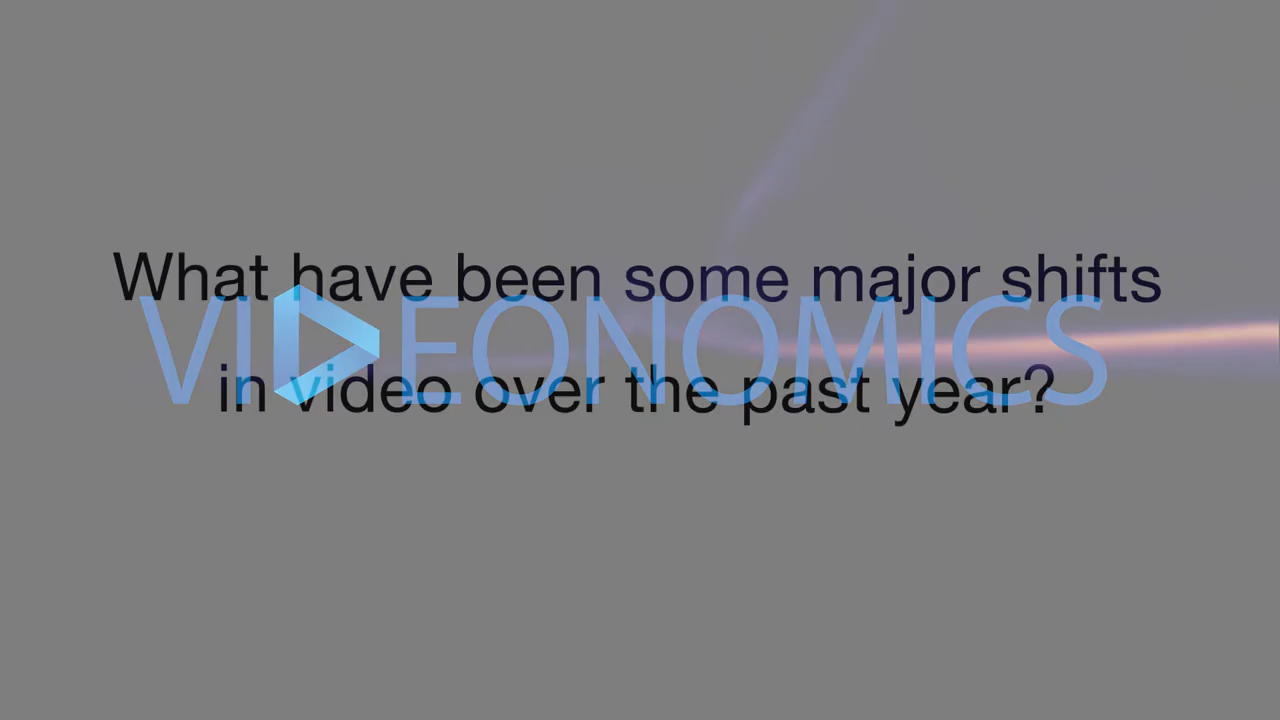 What have been some major shifts
VIDEONOMICS
in video over the past year?